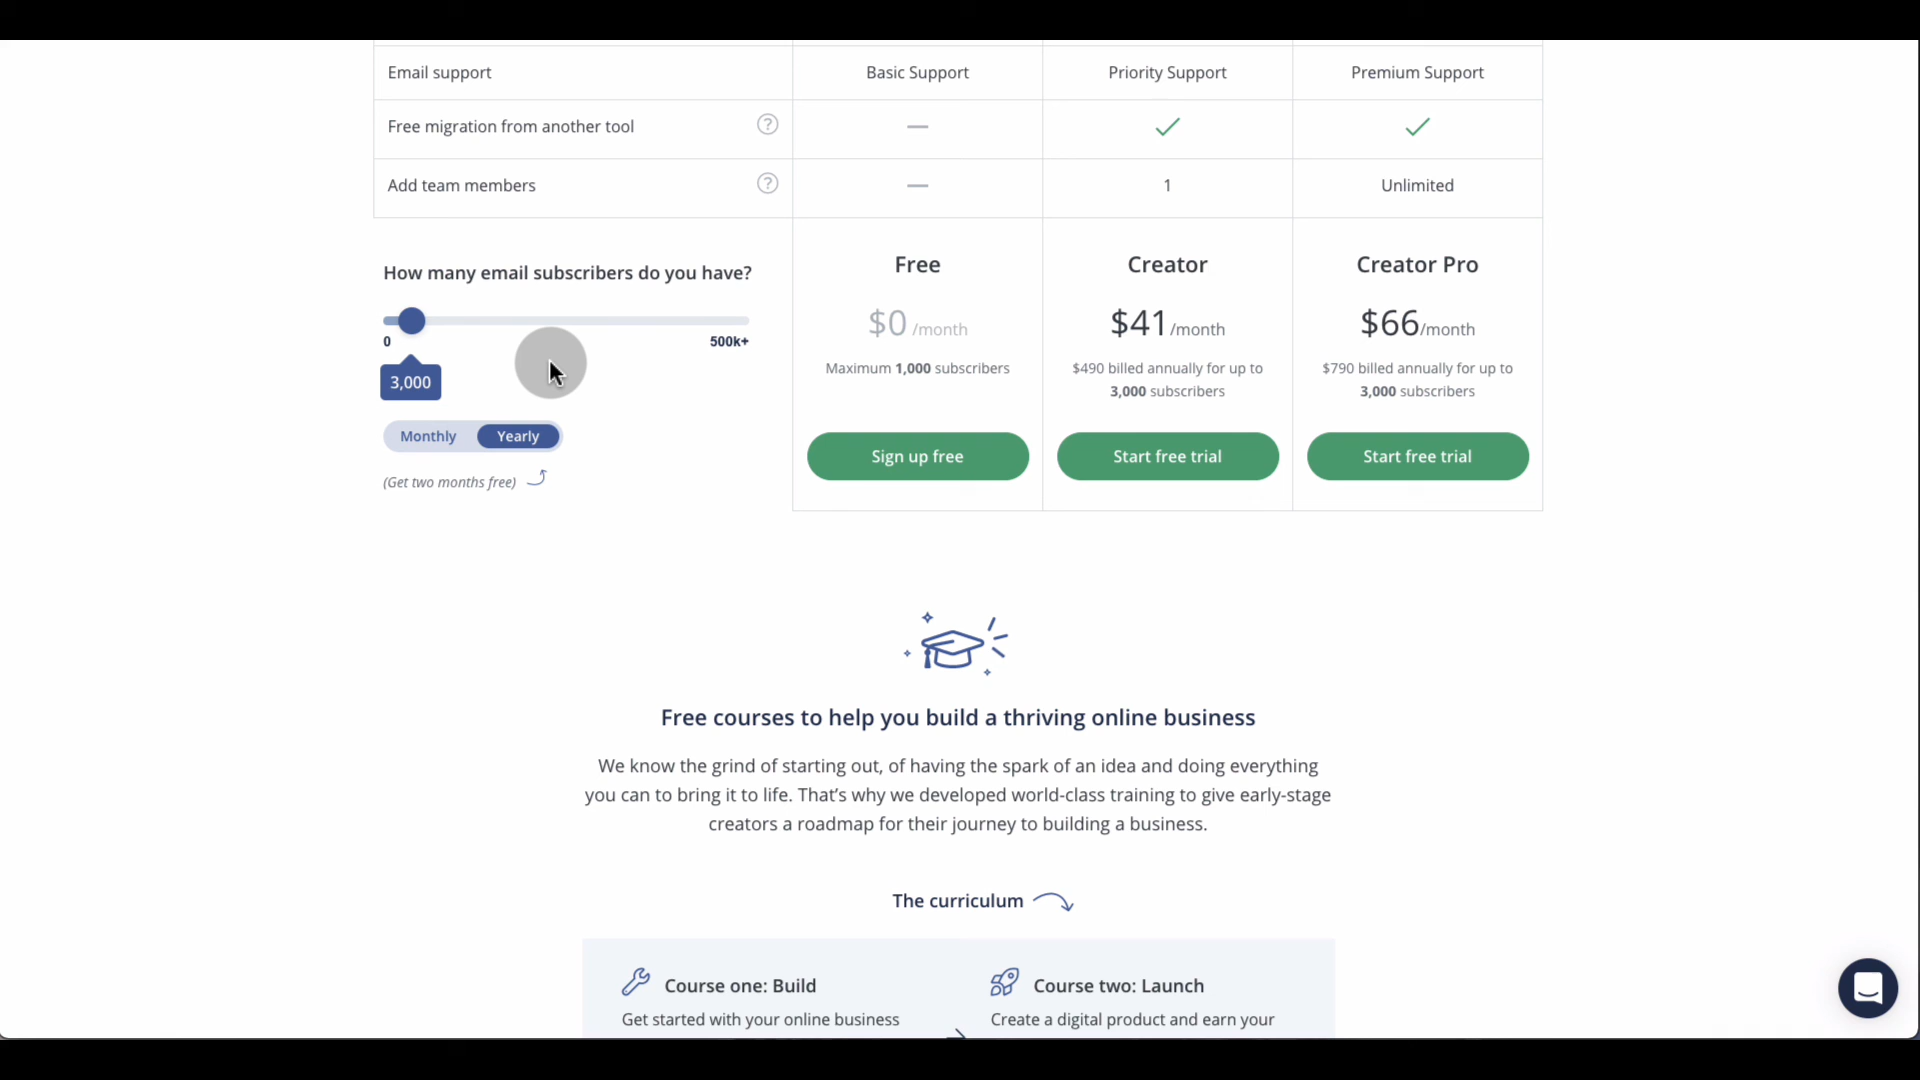 Email support Basic Support Priority Support Premium Support
Free migration from another tool ?
Add team members ? 1 Unlimited
How many email subscribers do you have?
0 500k+
3,000
Monthly Yearly
(Get two months free)
Free
$0 /month
Maximum 1,000 subscribers
Sign up free
Creator
$41/month
$490 billed annually for up to
3,000 subscribers
Start free trial
Creator Pro
$66/month
$790 billed annually for up to
3,000 subscribers
Start free trial
Free courses to help you build a thriving online business
We know the grind of starting out, of having the spark of an idea and doing everything
you can to bring it to life. That’s why we developed world-class training to give early-stage
creators a roadmap for their journey to building a business.
The curriculum
Course one: Build
Get started with your online business
Course two: Launch
Create a digital product and earn your